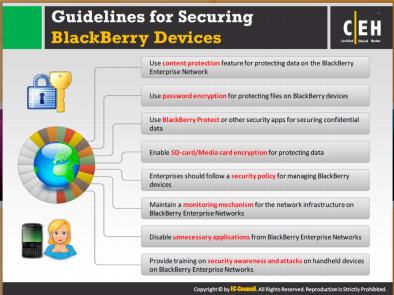 Guidelines for Securing
BlackBerry Devices
C|EH
Certified Ethical Hacker
Use content protection feature for protecting data on the BlackBerry
Enterprise Network
Use password encryption for protecting files on BlackBerry devices
Use BlackBerry Protect or other security apps for securing confidential
data
Enable SD-card/Media card encryption for protecting data
Enterprises should follow a security policy for managing BlackBerry
devices
Maintain a monitoring mechanism for the network infrastructure on
BlackBerry Enterprise Networks
Disable unnecessary applications from BlackBerry Enterprise Networks
Provide training on security awareness and attacks on handheld devices
on BlackBerry Enterprise Networks
Copyright © by EC-Council. All Rights Reserved. Reproduction is Strictly Prohibited.